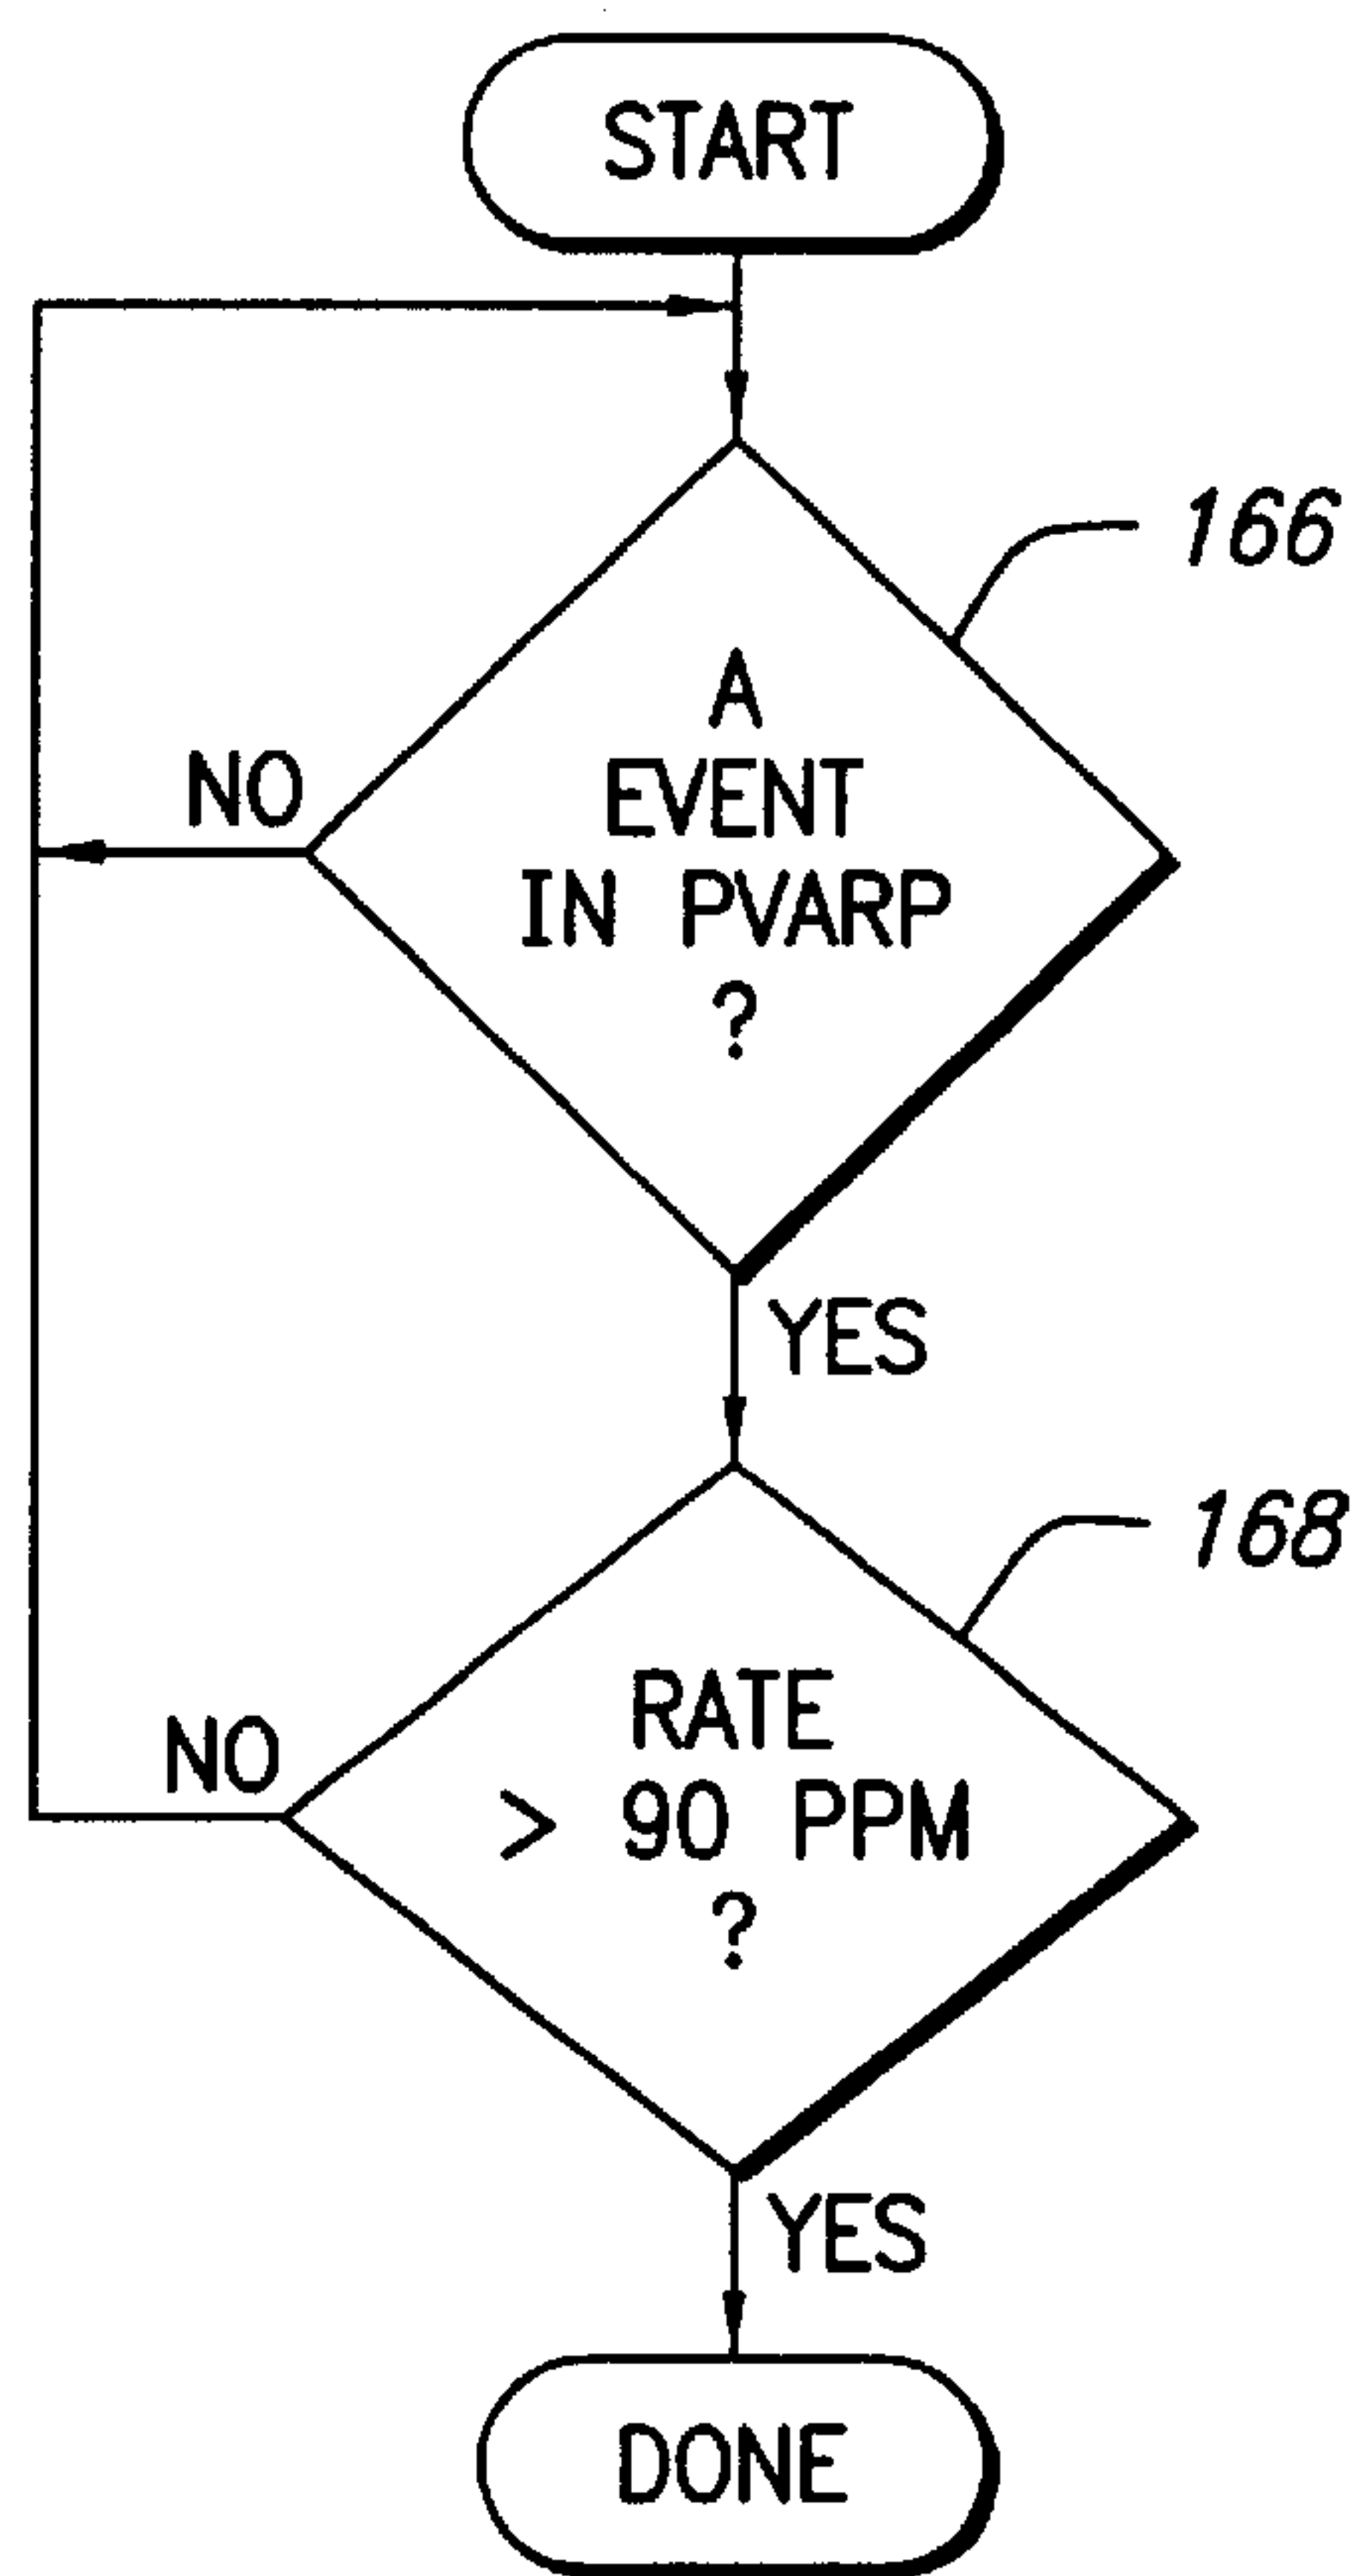 START
166
A
EVENT
IN PVARP
?
NO
YES
168
RATE
> 90 PPM
?
NO
YES
DONE